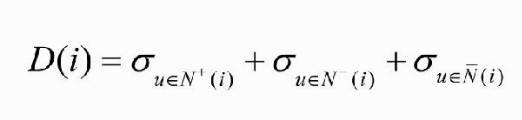 D(i) = σ_{u∈N⁺(i)} + σ_{u∈N⁻(i)} + σ_{u∈N̄(i)}